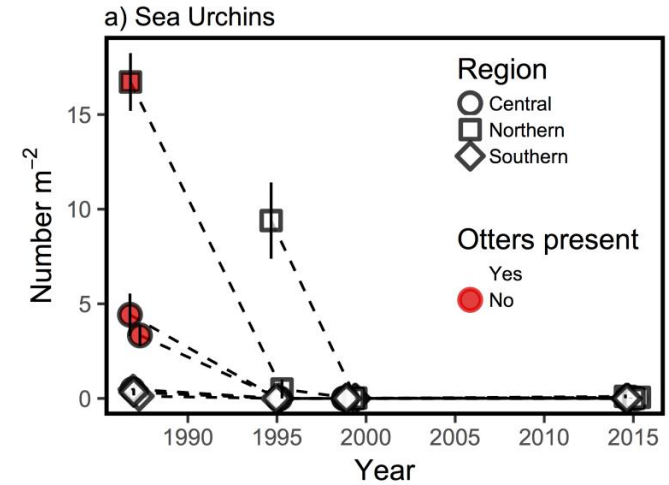 a) Sea Urchins
Region
Central
Northern
Southern
Otters present
Yes
No
Number m⁻²
15
10
5
0
1990 1995 2000 2005 2010 2015
Year